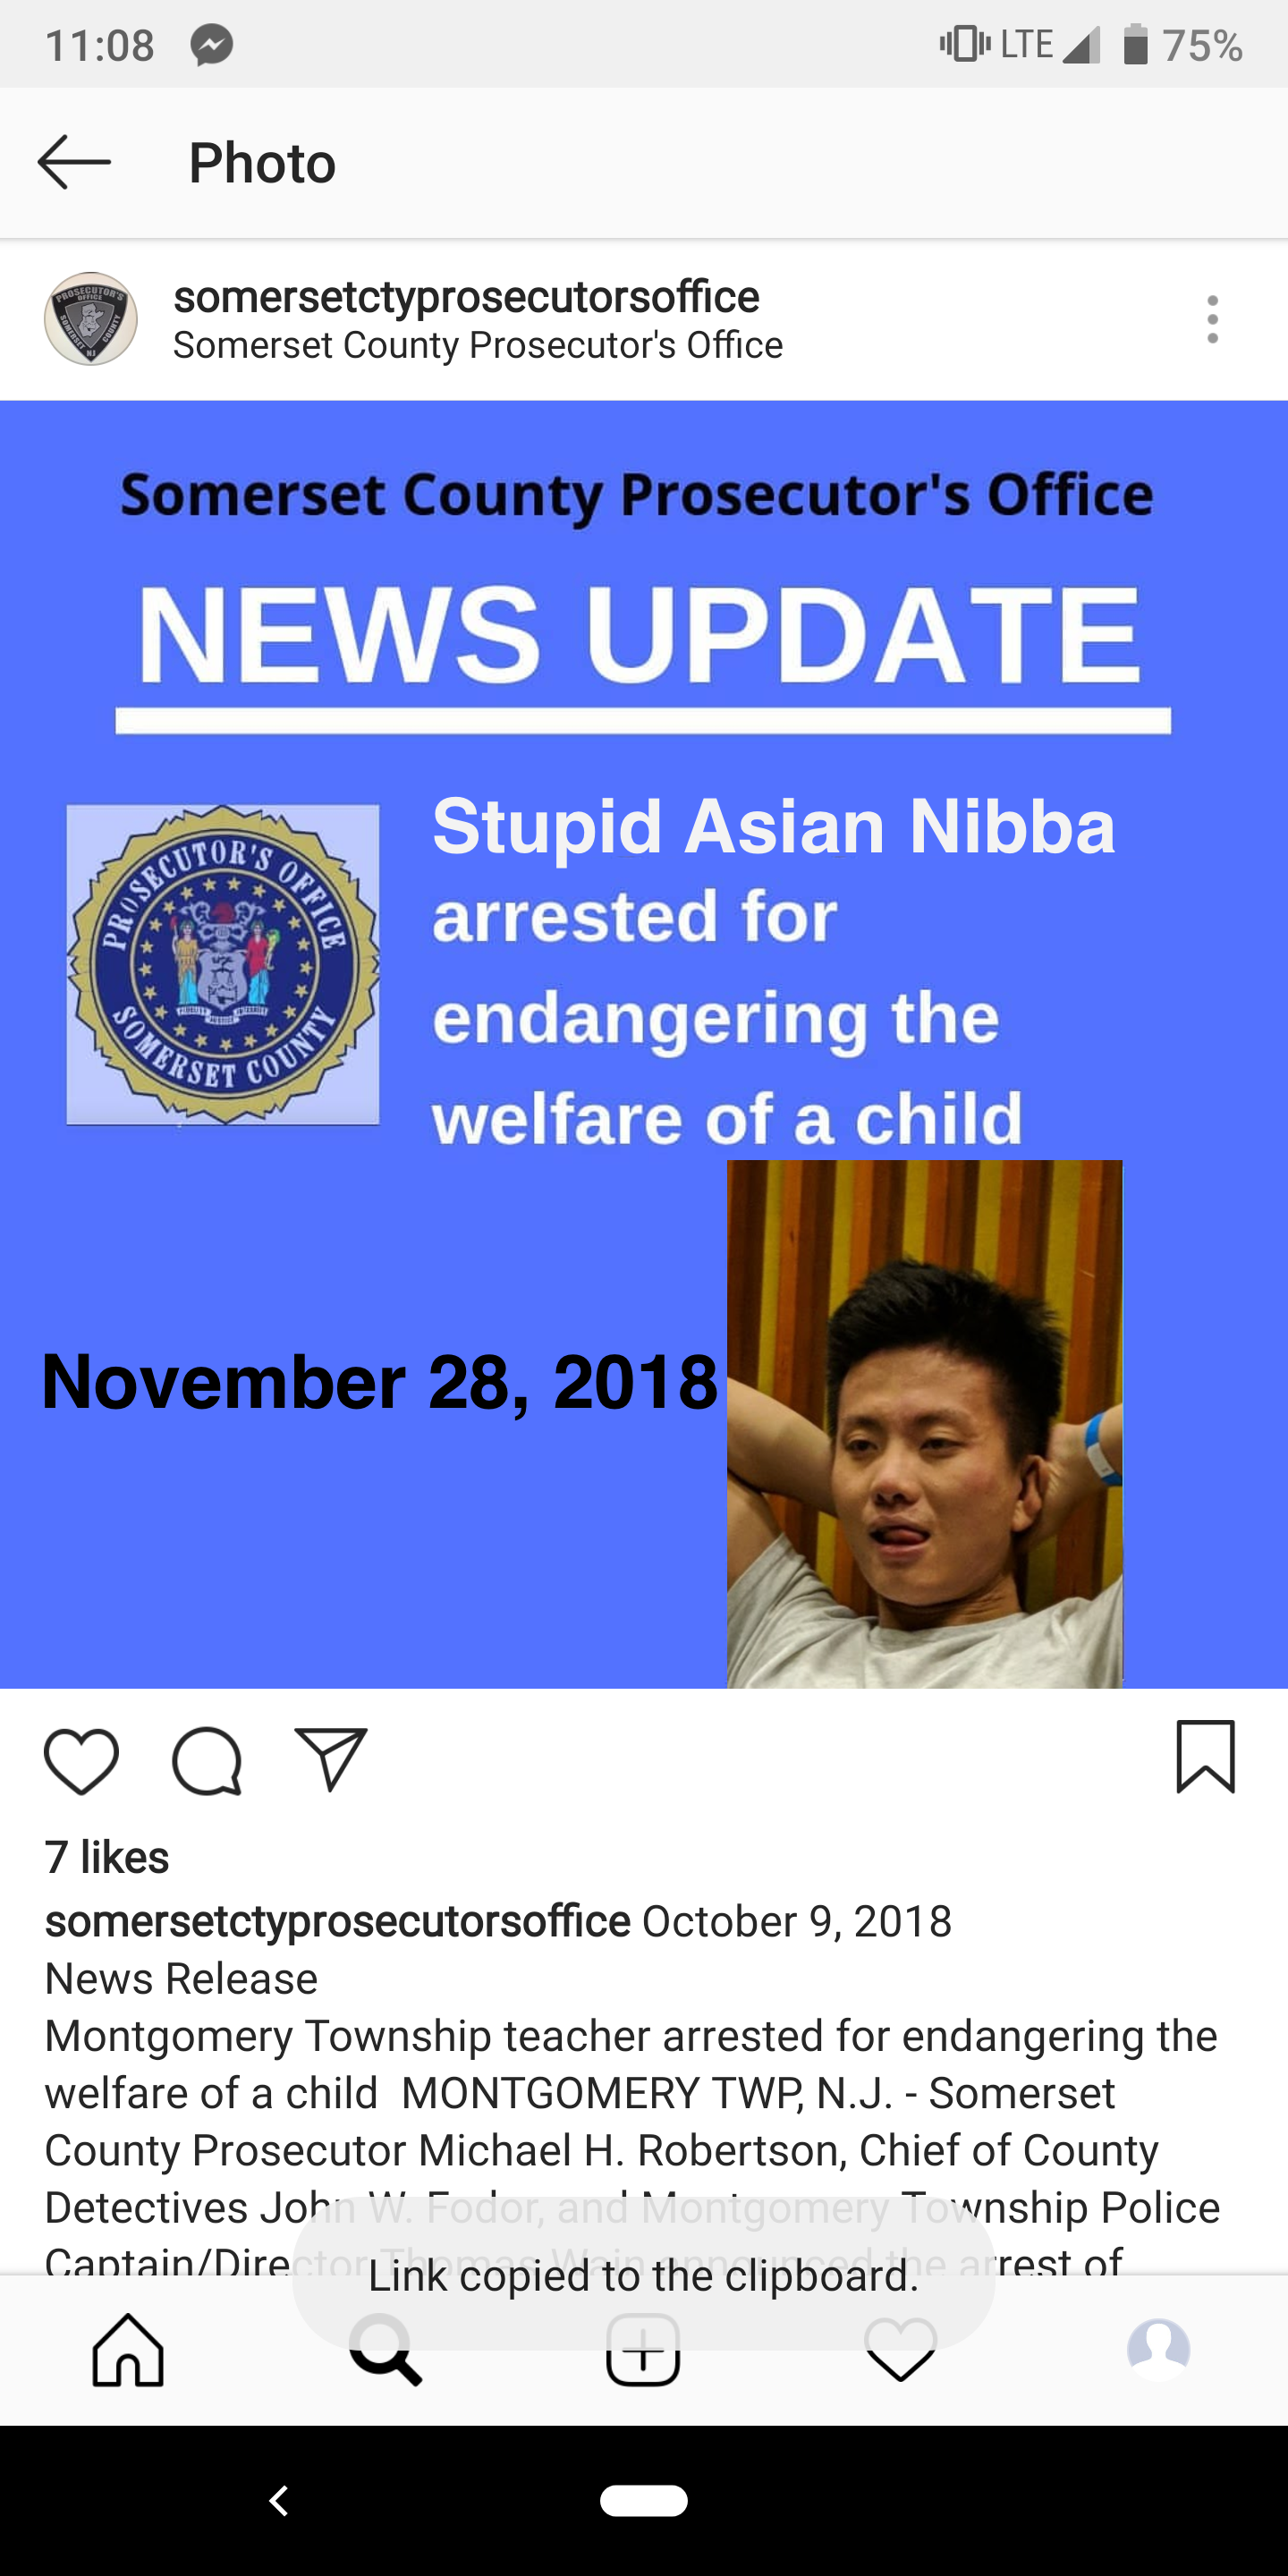 11:08
LTE 75%
Photo
somersetctyprosecutorsoffice
Somerset County Prosecutor's Office
Somerset County Prosecutor's Office
NEWS UPDATE
PROSECUTOR'S OFFICE
SOMERSET COUNTY
Stupid Asian Nibba
arrested for
endangering the
welfare of a child
November 28, 2018
7 likes
somersetctyprosecutorsoffice October 9, 2018
News Release
Montgomery Township teacher arrested for endangering the
welfare of a child MONTGOMERY TWP, N.J. - Somerset
County Prosecutor Michael H. Robertson, Chief of County
Detectives John W. Fodor, and Montgomery Township Police
Captain/Director Thomas Wain announced the arrest of
Link copied to the clipboard.